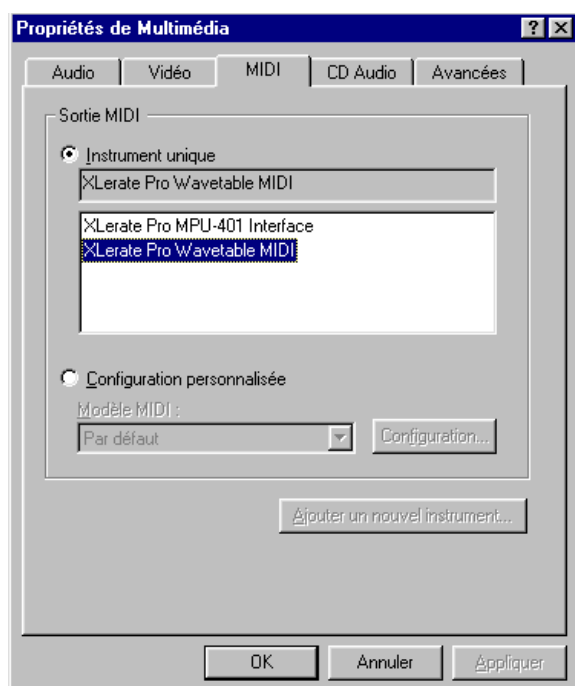 Propriétés de Multimédia
Audio Vidéo MIDI CD Audio Avancées
Sortie MIDI
Instrument unique
XLerate Pro Wavetable MIDI
XLerate Pro MPU-401 Interface
XLerate Pro Wavetable MIDI
Configuration personnalisée
Modèle MIDI :
Par défaut Configuration...
Ajouter un nouvel instrument...
OK Annuler Appliquer